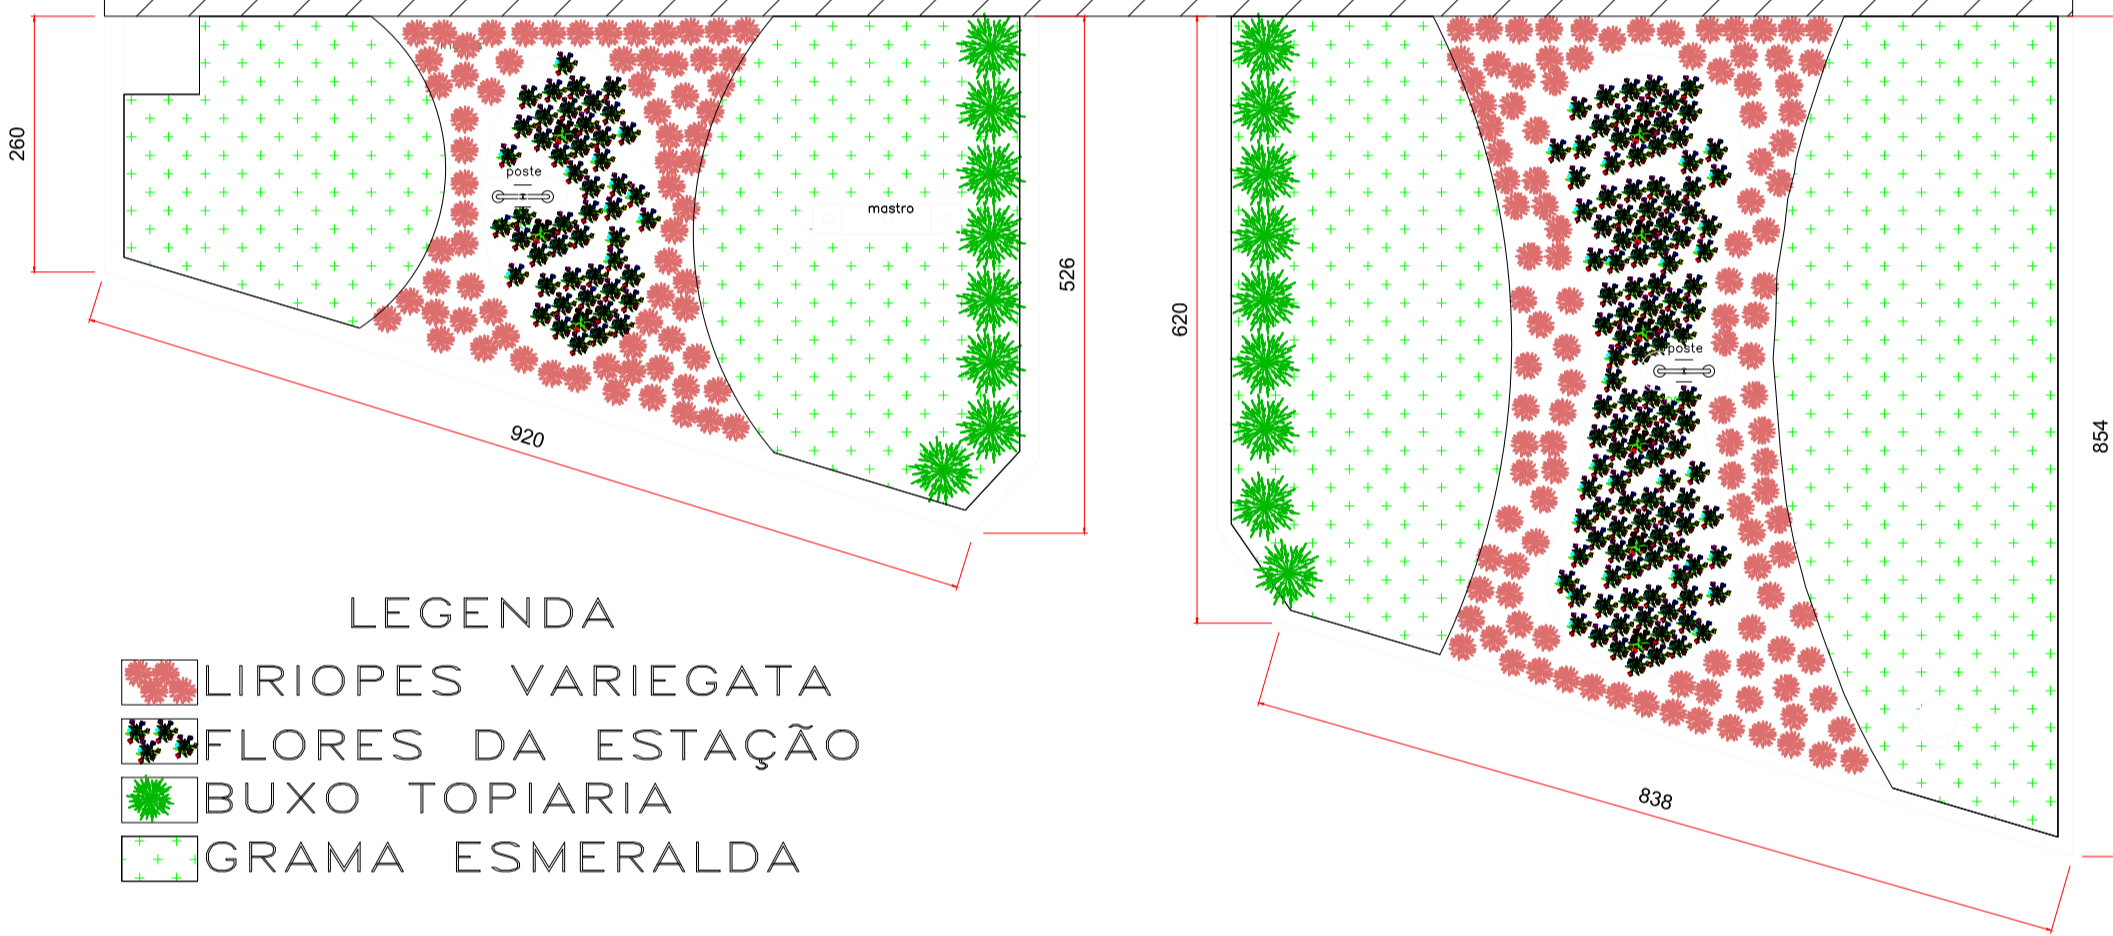 260
poste
mastro
526
920
620
poste
854
838
LEGENDA
LIRIOPES VARIEGATA
FLORES DA ESTAÇÃO
BUXO TOPIARIA
GRAMA ESMERALDA